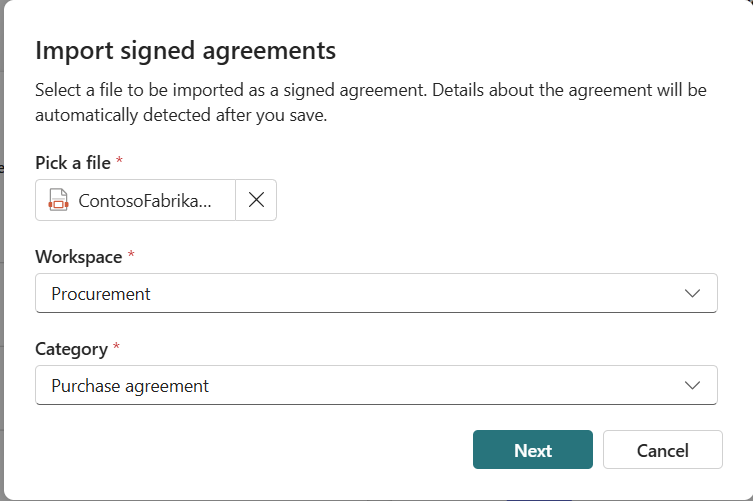 Import signed agreements
Select a file to be imported as a signed agreement. Details about the agreement will be
automatically detected after you save.
Pick a file *
ContosoFabrika...
Workspace *
Procurement
Category *
Purchase agreement
Next Cancel